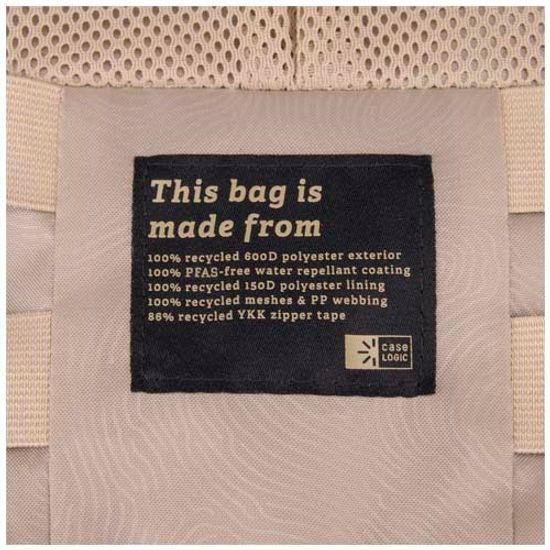 This bag is
made from
100% recycled 600D polyester exterior
100% PFAS-free water repellant coating
100% recycled 150D polyester lining
100% recycled meshes & PP webbing
86% recycled YKK zipper tape
case
LOGIC